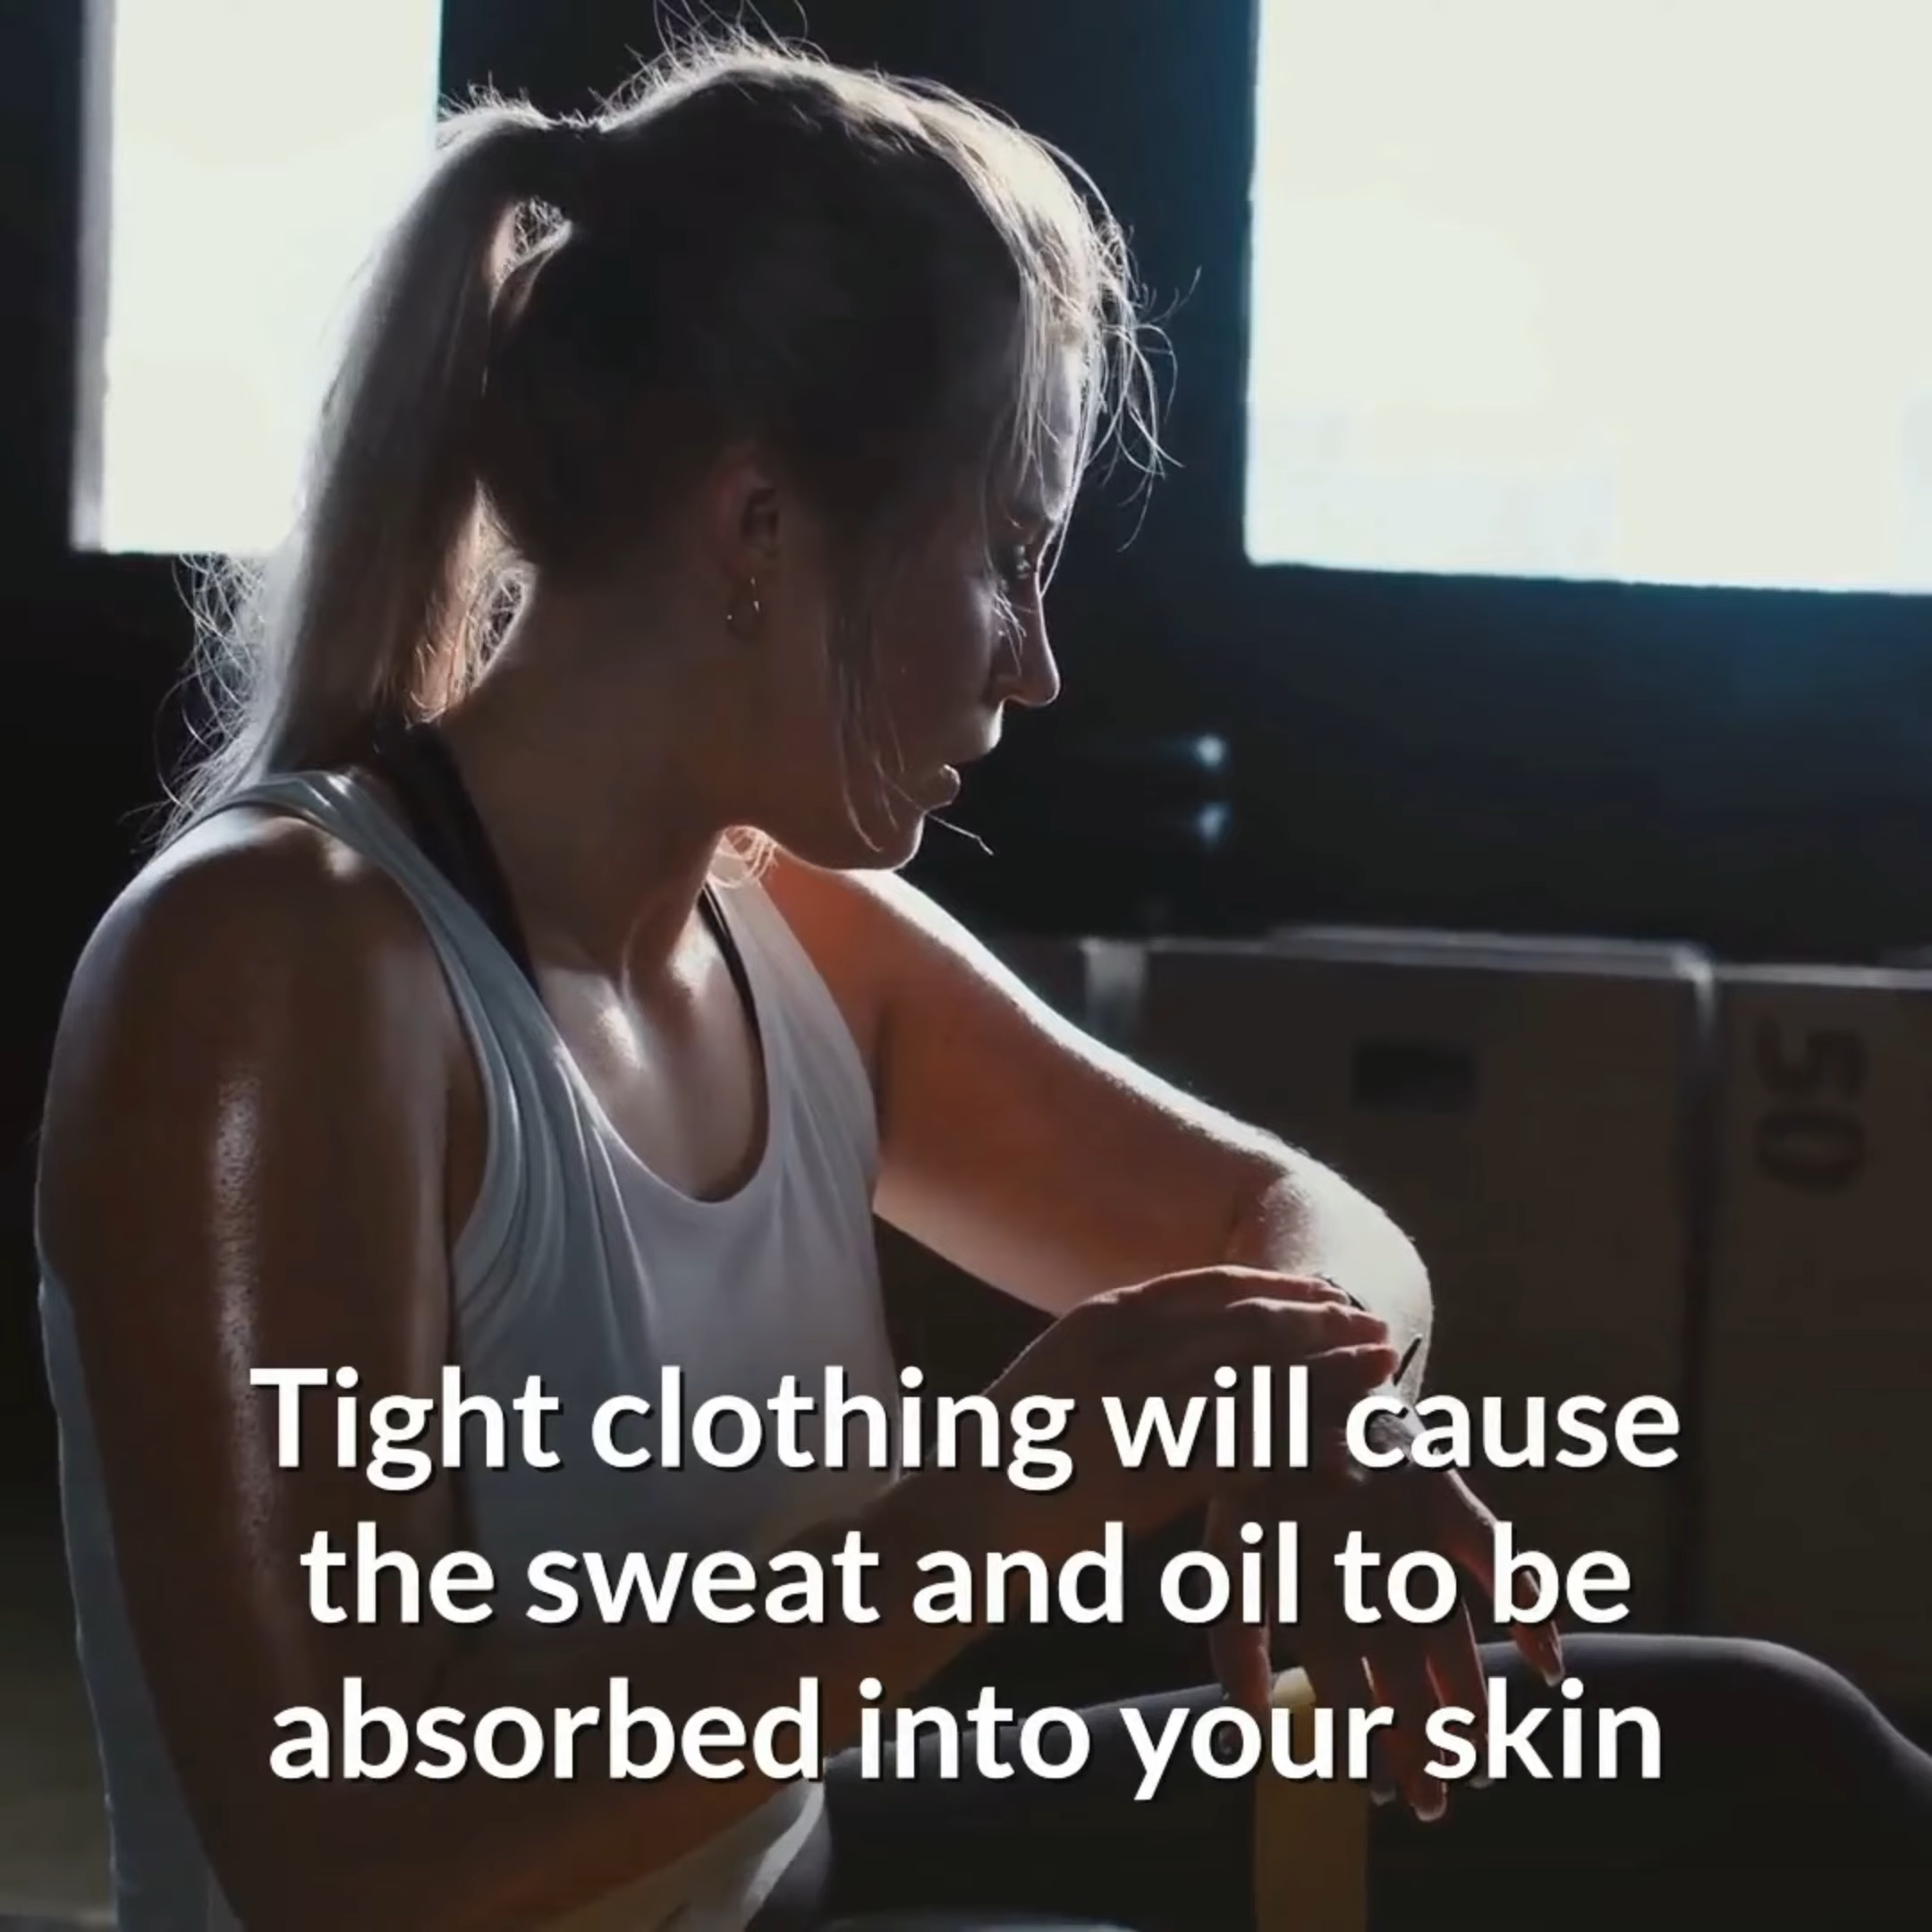 50
Tight clothing will cause
the sweat and oil to be
absorbed into your skin